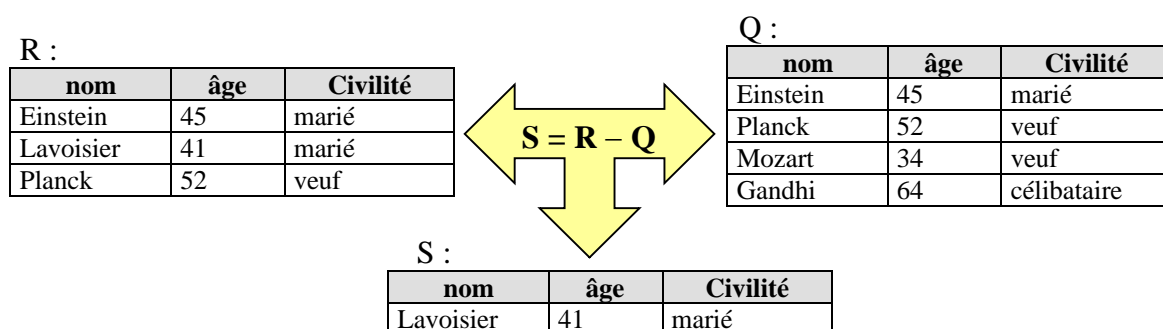 R :
nom âge Civilité
Einstein 45 marié
Lavoisier 41 marié
Planck 52 veuf
S = R – Q
Q :
nom âge Civilité
Einstein 45 marié
Planck 52 veuf
Mozart 34 veuf
Gandhi 64 célibataire
S :
nom âge Civilité
Lavoisier 41 marié